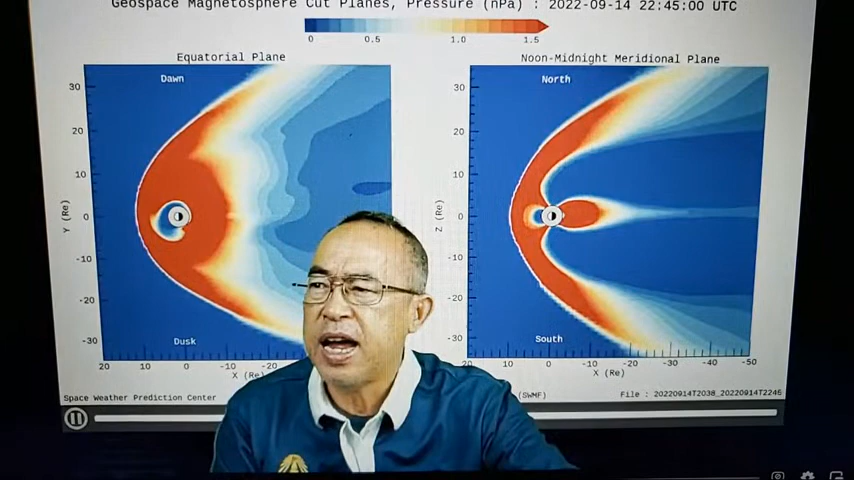 Geospace Magnetosphere Cut Planes, Pressure (nPa) : 2022-09-14 22:45:00 UTC
0 0.5 1.0 1.5
Equatorial Plane
Dawn
30
20
10
0
-10
-20
-30
Y (Re)
Dusk
20 10 0 -10 -20
X (Re)
Noon-Midnight Meridional Plane
North
30
20
10
0
-10
-20
-30
Z (Re)
South
20 10 0 -10 -20 -30 -40 -50
X (Re)
Space Weather Prediction Center
(SWMF)
File : 20220914T2038_20220914T2246